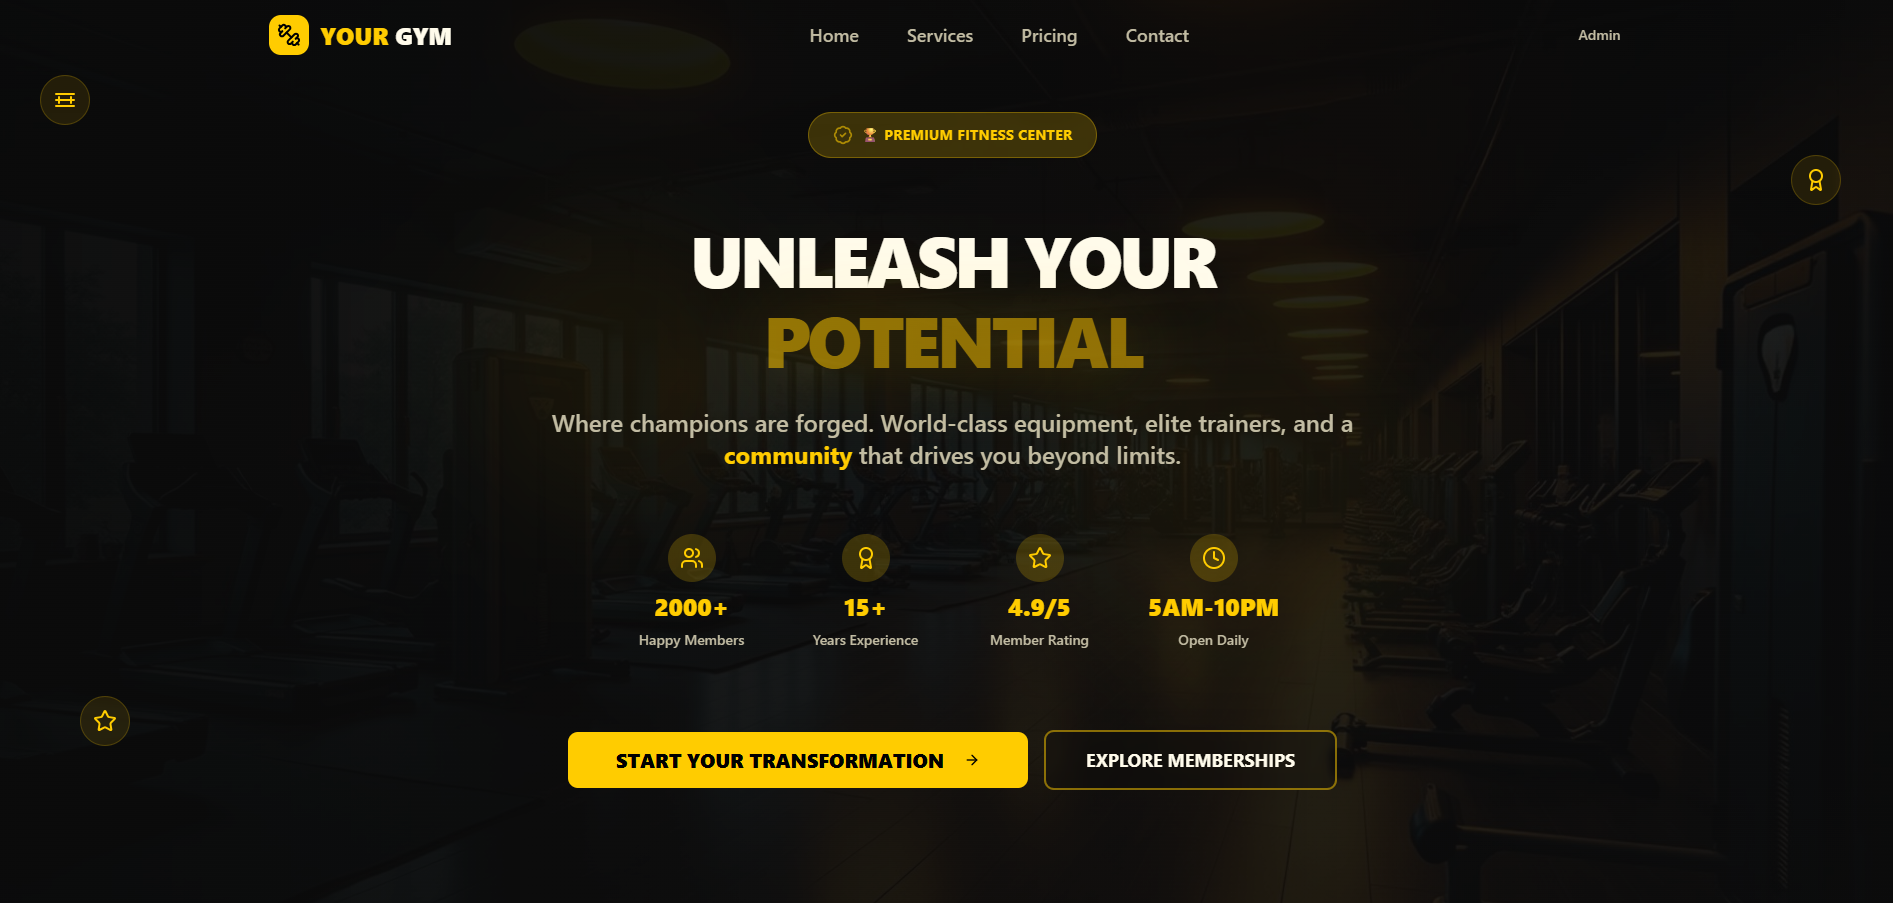 YOUR GYM
Home
Services
Pricing
Contact
Admin
🏆 PREMIUM FITNESS CENTER
UNLEASH YOUR
POTENTIAL
Where champions are forged. World-class equipment, elite trainers, and a
community that drives you beyond limits.
2000+
Happy Members
15+
Years Experience
4.9/5
Member Rating
5AM-10PM
Open Daily
START YOUR TRANSFORMATION →
EXPLORE MEMBERSHIPS